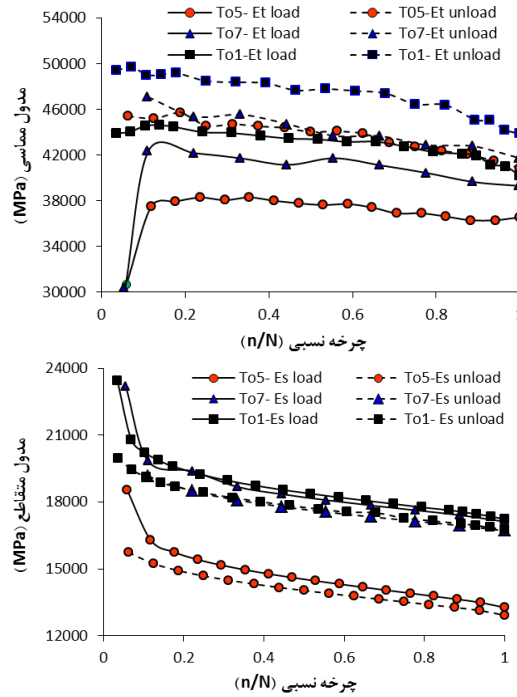 To5- Et load
T05-Et unload
To7- Et load
To7-Et unload
To1-Et load
To1- Et unload
54000
50000
46000
42000
38000
34000
30000
مدول مماسی (MPa)
0
0.2
0.4
0.6
0.8
1
چرخه نسبی (n/N)
To5- Es load
To5-Es unload
To7- Es load
To7-Es unload
To1-Es load
To1- Es unload
24000
21000
18000
15000
12000
مدول متقاطع (MPa)
0
0.2
0.4
0.6
0.8
1
چرخه نسبی (n/N)